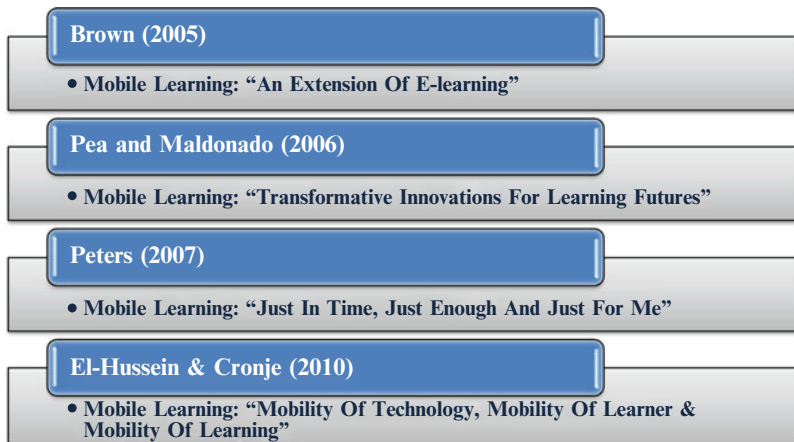 Brown (2005)
• Mobile Learning: “An Extension Of E-learning”
Pea and Maldonado (2006)
• Mobile Learning: “Transformative Innovations For Learning Futures”
Peters (2007)
• Mobile Learning: “Just In Time, Just Enough And Just For Me”
El-Hussein & Cronje (2010)
• Mobile Learning: “Mobility Of Technology, Mobility Of Learner &
Mobility Of Learning”